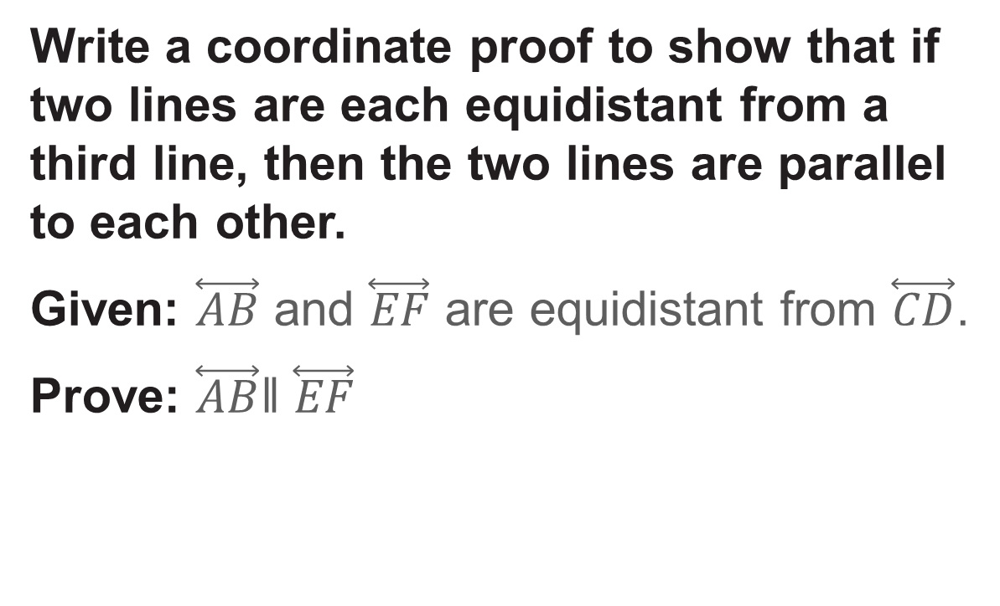 Write a coordinate proof to show that if
two lines are each equidistant from a
third line, then the two lines are parallel
to each other.
Given: \overleftrightarrow{AB} and \overleftrightarrow{EF} are equidistant from \overleftrightarrow{CD}.
Prove: \overleftrightarrow{AB} ∥ \overleftrightarrow{EF}